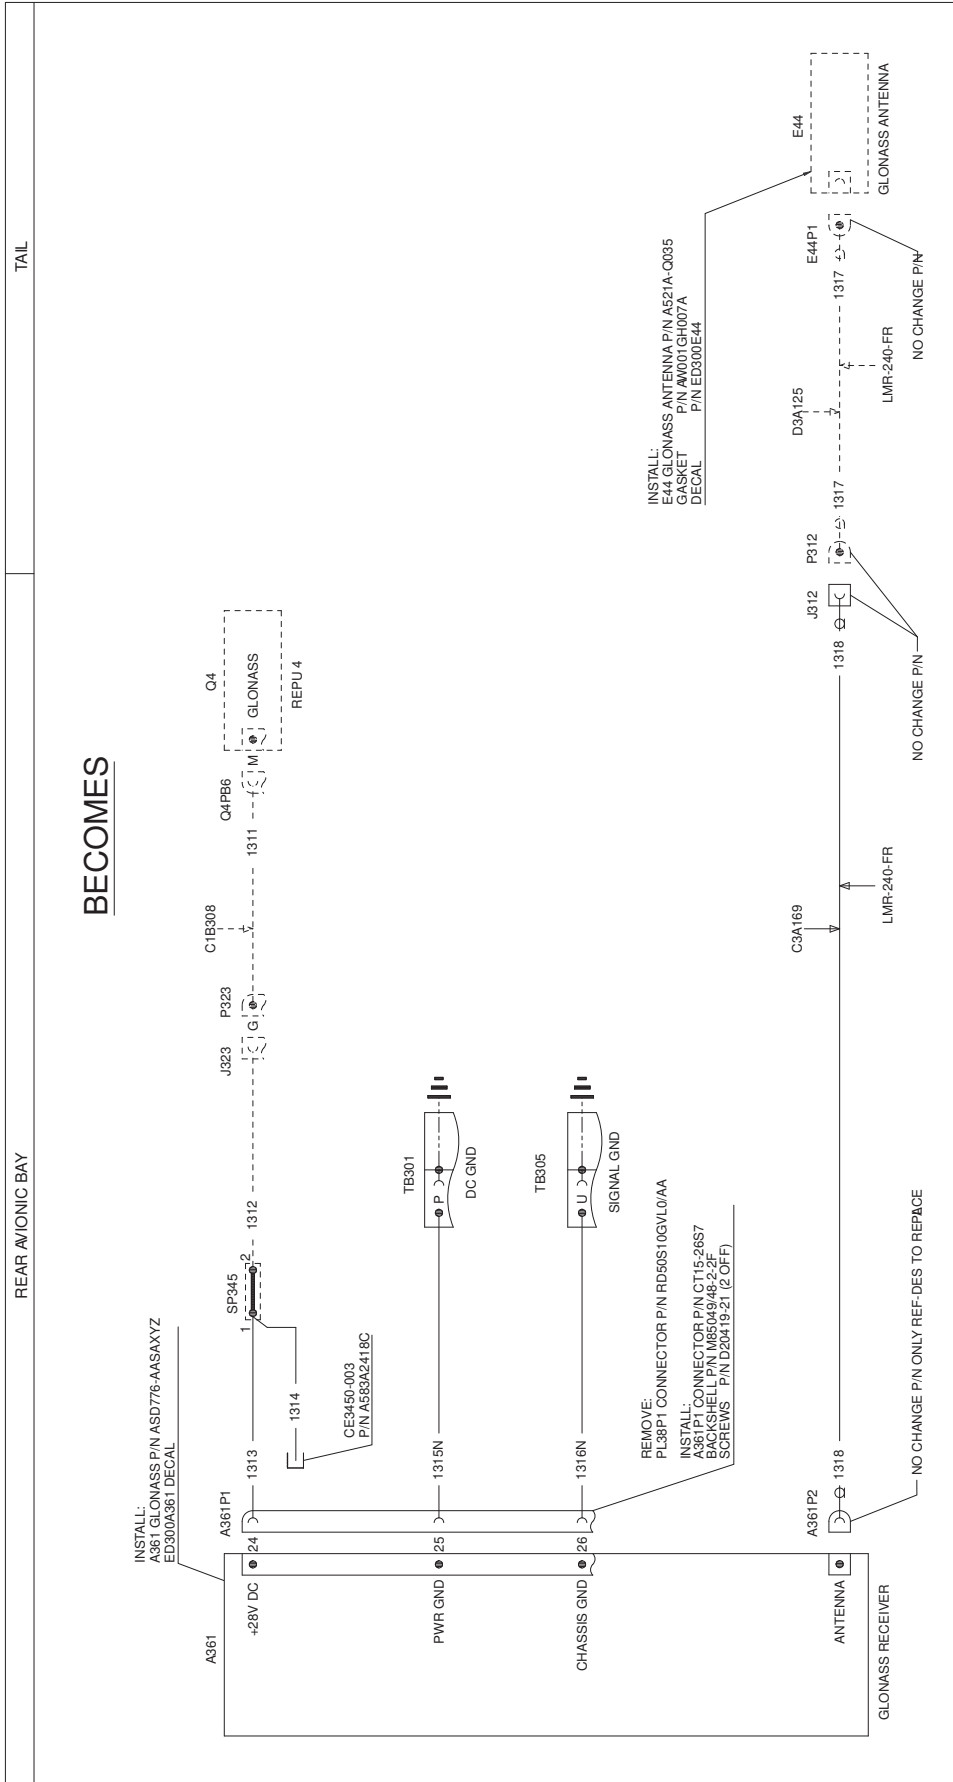 REAR AVIONIC BAY
TAIL
BECOMES
INSTALL:
A361 GLONASS P/N ASD776-AASAXYZ
ED300A361 DECAL
A361
A361P1
+28V DC
24
1313
1
SP345
2
1312
J323
G
P323
C1B308
1311
Q4PB6
M
Q4
GLONASS
REPU 4
1314
CE3450-003
P/N A583A2418C
PWR GND
25
1315N
TB301
P
DC GND
CHASSIS GND
26
1316N
TB305
U
SIGNAL GND
REMOVE:
PL38P1 CONNECTOR P/N RD50S10GVL0/AA
INSTALL:
A361P1 CONNECTOR P/N CT15-26S7
BACKSHELL P/N M85049/48-2-2F
SCREWS P/N D20419-21 (2 OFF)
INSTALL:
E44 GLONASS ANTENNA P/N A521A-Q035
GASKET P/N AW001GH007A
DECAL P/N ED300E44
A361P2
ANTENNA
1318
C3A169
LMR-240-FR
1318
J312
P312
1317
D3A125
LMR-240-FR
1317
E44P1
E44
GLONASS ANTENNA
GLONASS RECEIVER
NO CHANGE P/N ONLY REF-DES TO REPLACE
NO CHANGE P/N
NO CHANGE P/N